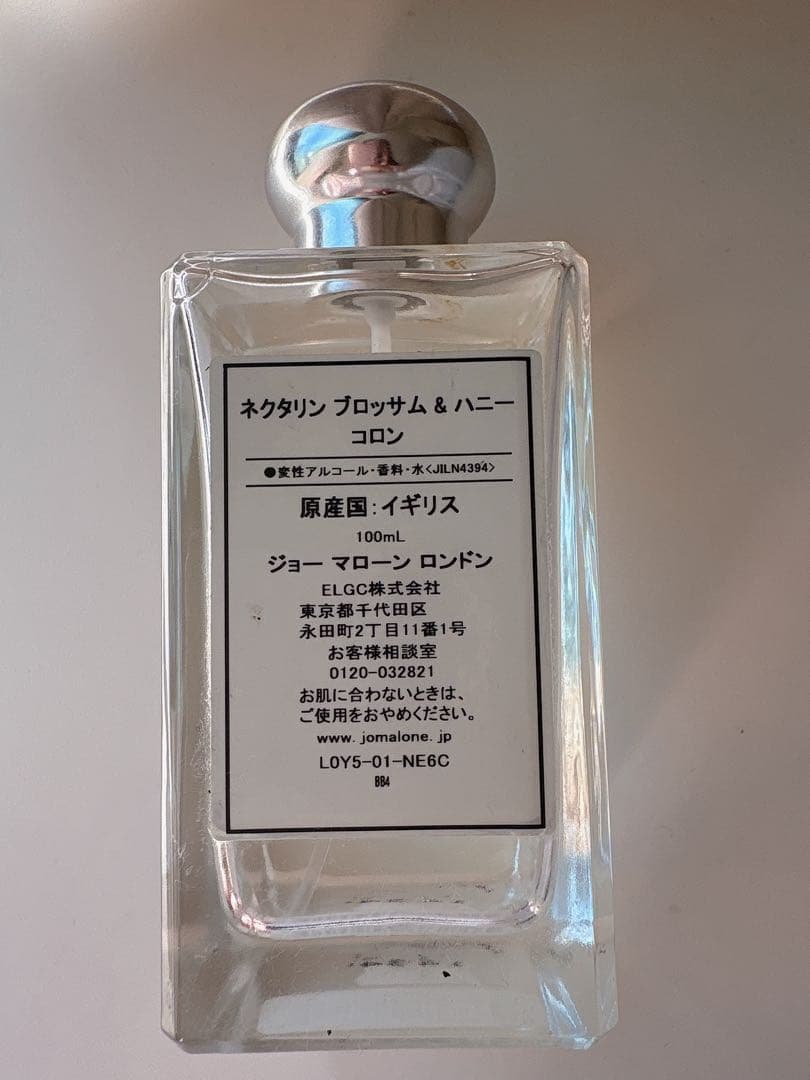 ネクタリン ブロッサム & ハニー
コロン
●変性アルコール・香料・水<JILN4394>
原産国：イギリス
100mL
ジョー マローン ロンドン
ELGC株式会社
東京都千代田区
永田町2丁目11番1号
お客様相談室
0120-032821
お肌に合わないときは、
ご使用をおやめください。
www.jomalone.jp
L0Y5-01-NE6C
BB4